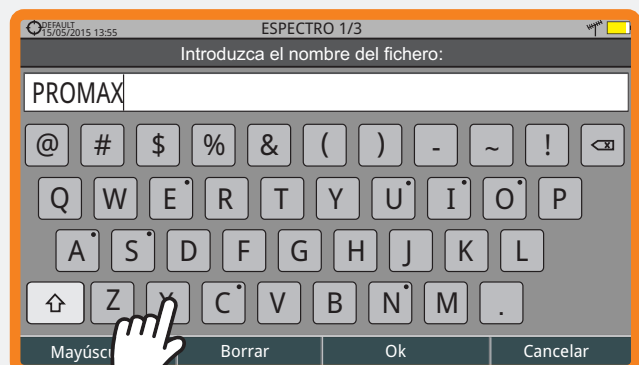 DEFAULT
15/05/2015 13:55
ESPECTRO 1/3
Introduzca el nombre del fichero:
PROMAX
@ # $ % & ( ) - ~ !
Q W E R T Y U I O P
A S D F G H J K L
Z X C V B N M .
Borrar Ok Cancelar